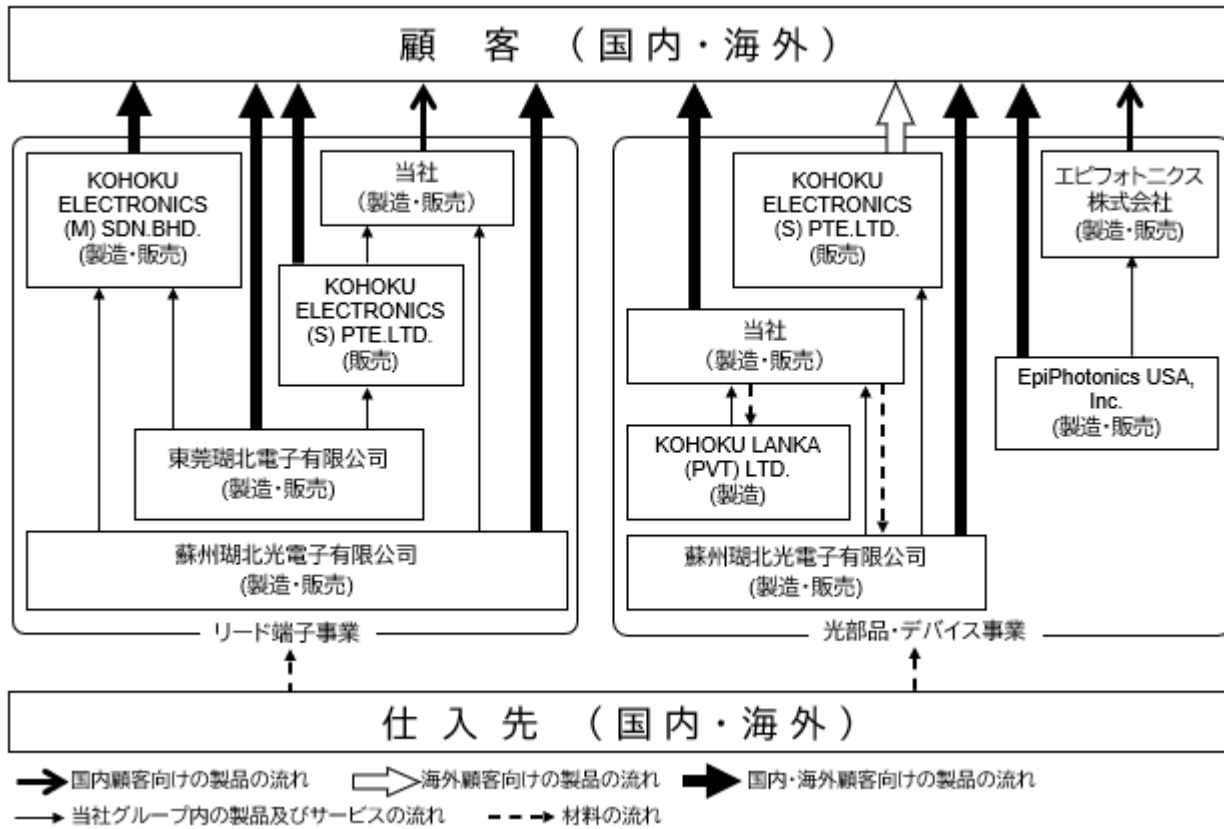 顧 客 （ 国 内 ・ 海 外 ）
KOHOKU
ELECTRONICS
(M) SDN.BHD.
(製造・販売)
当社
（製造・販売）
KOHOKU
ELECTRONICS
(S) PTE.LTD.
(販売)
東莞瑚北電子有限公司
(製造・販売)
蘇州瑚北光電子有限公司
(製造・販売)
リード端子事業
KOHOKU
ELECTRONICS
(S) PTE.LTD.
(販売)
エピフォトニクス
株式会社
(製造・販売)
当社
（製造・販売）
EpiPhotonics USA,
Inc.
(製造・販売)
KOHOKU LANKA
(PVT) LTD.
(製造)
蘇州瑚北光電子有限公司
(製造・販売)
光部品・デバイス事業
仕 入 先 （ 国 内 ・ 海 外 ）
国内顧客向けの製品の流れ
海外顧客向けの製品の流れ
国内・海外顧客向けの製品の流れ
当社グループ内の製品及びサービスの流れ
材料の流れ